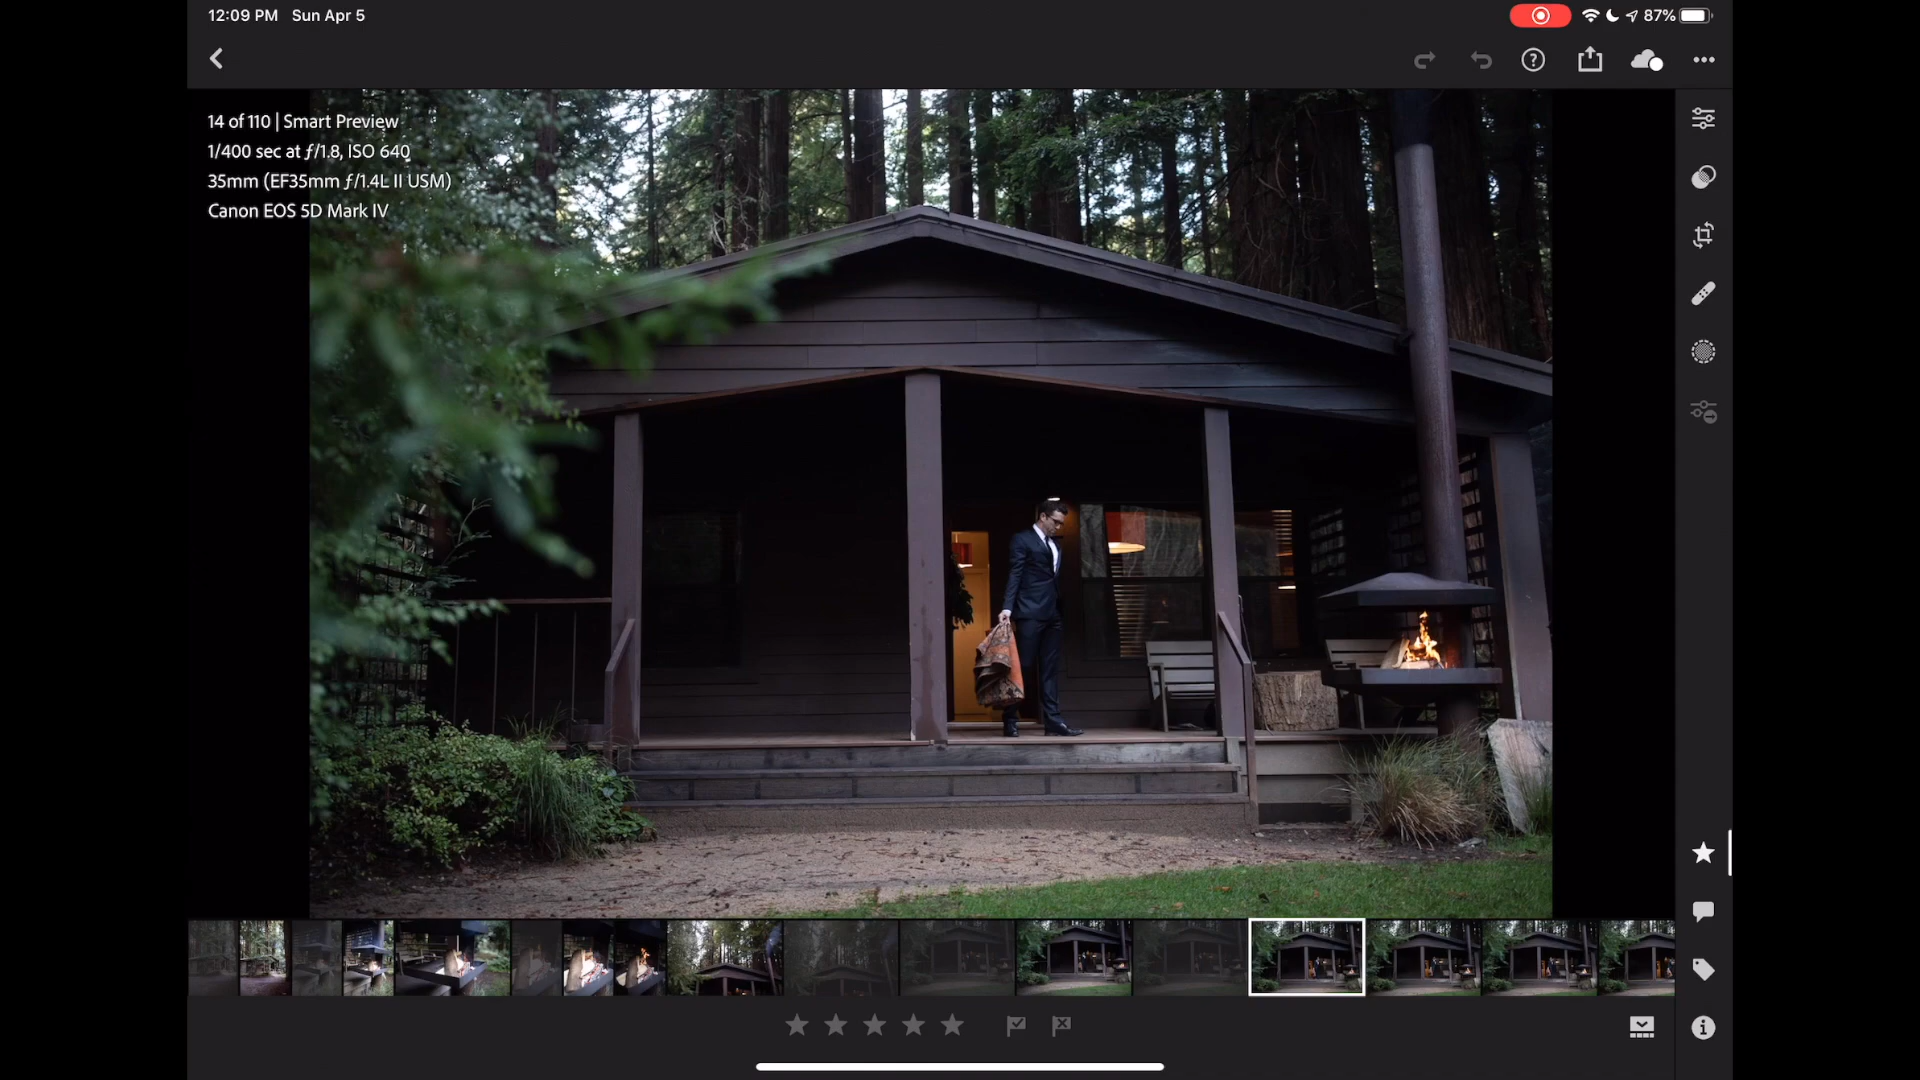 12:09 PM Sun Apr 5
87%
14 of 110 | Smart Preview
1/400 sec at ƒ/1.8, ISO 640
35mm (EF35mm ƒ/1.4L II USM)
Canon EOS 5D Mark IV